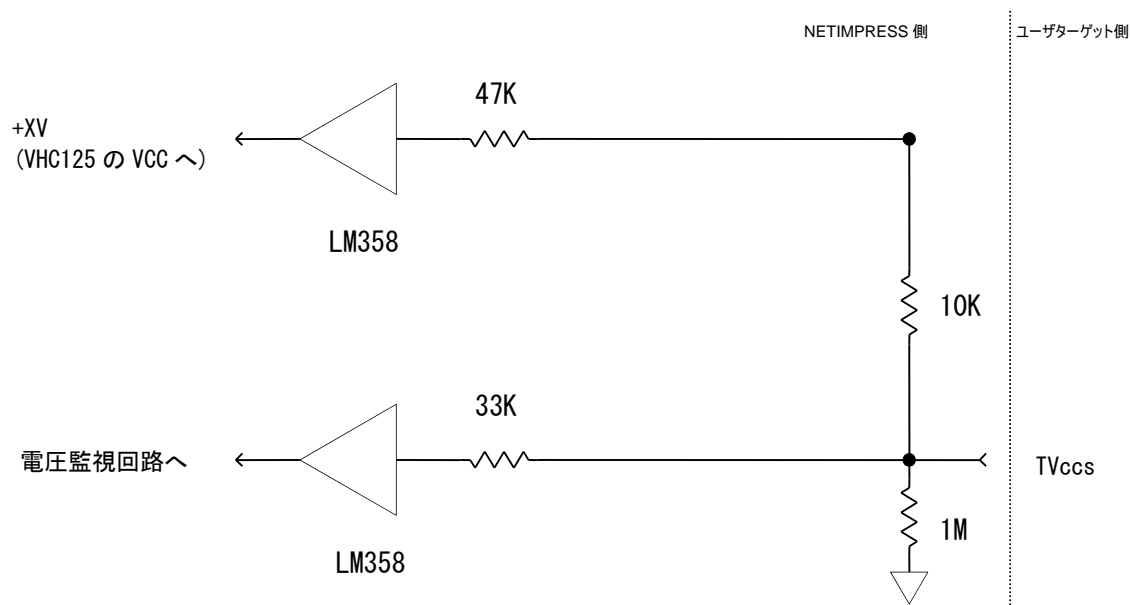 NETIMPRESS 側
ユーザターゲット側
47K
+XV
(VHC125 の VCC へ)
LM358
10K
33K
電圧監視回路へ
TVccs
1M
LM358